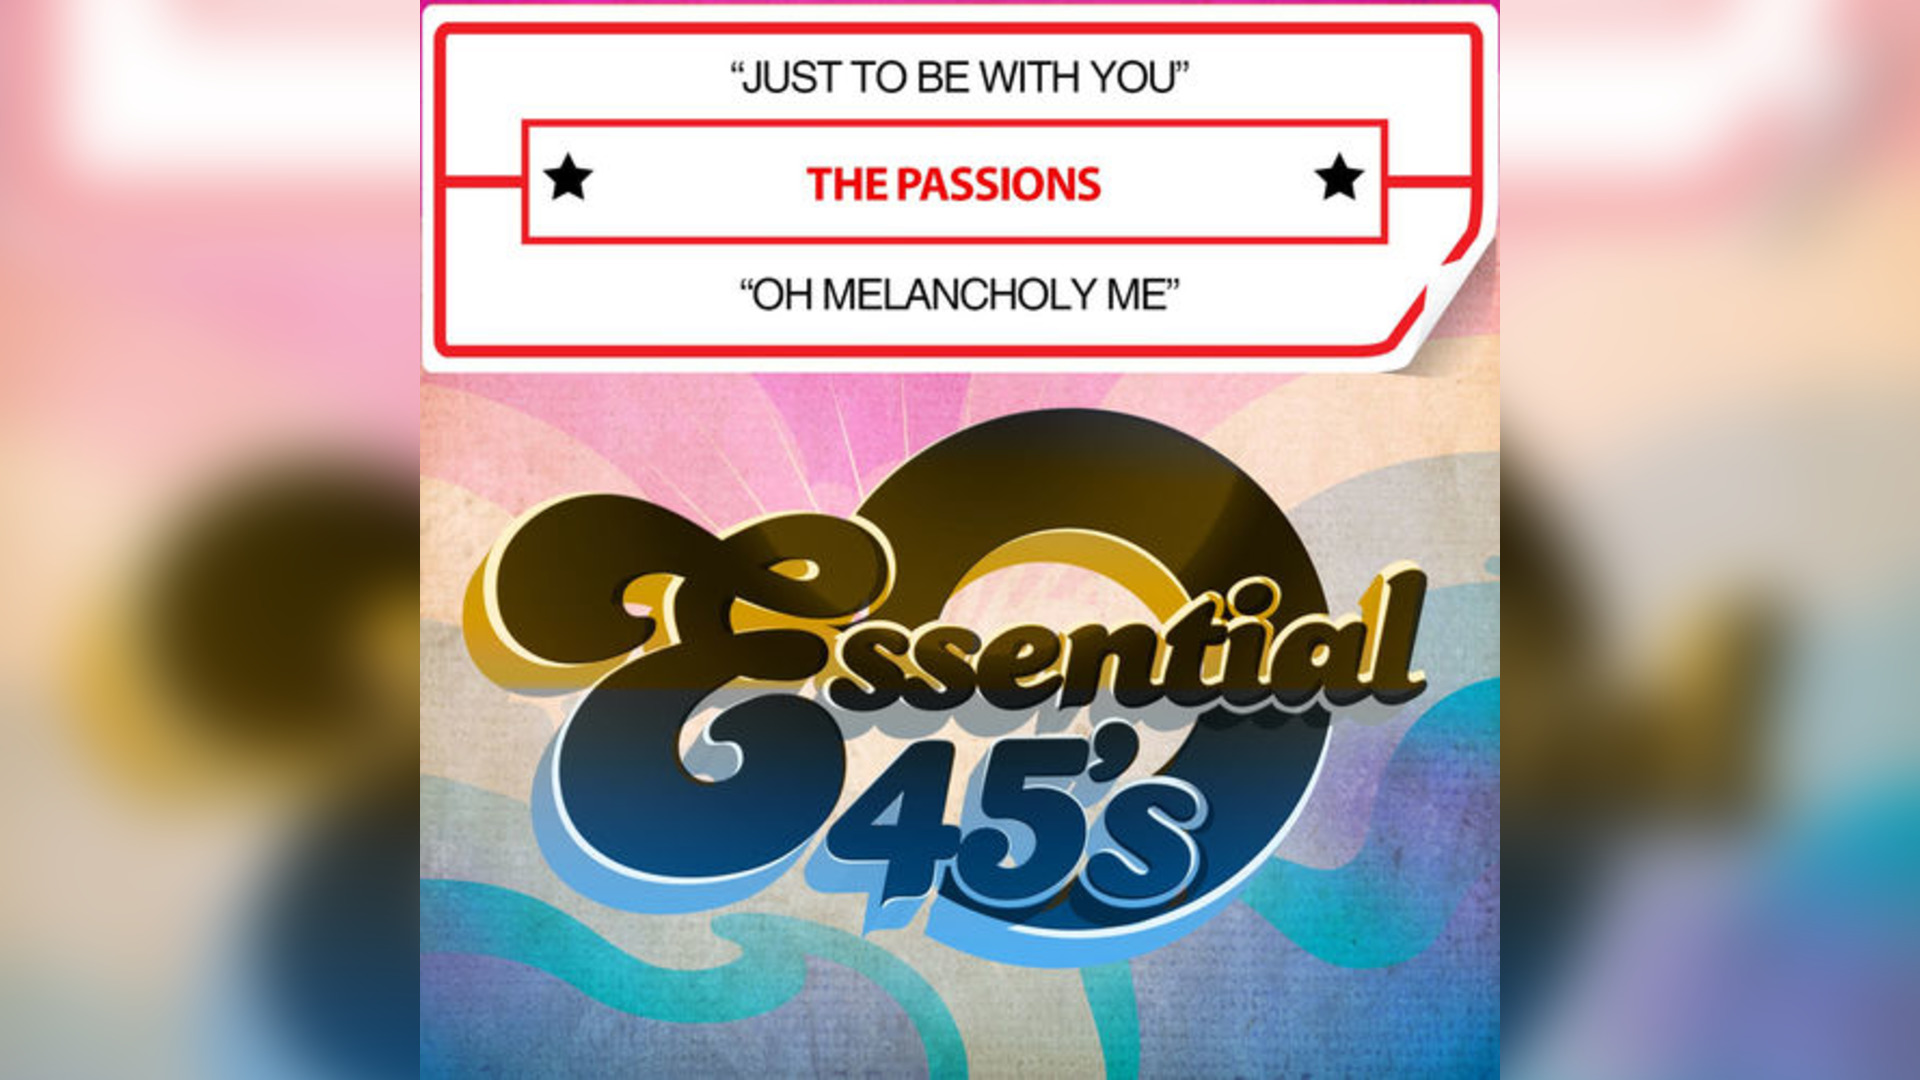 “JUST TO BE WITH YOU”
THE PASSIONS
“OH MELANCHOLY ME”
Essential
45’s